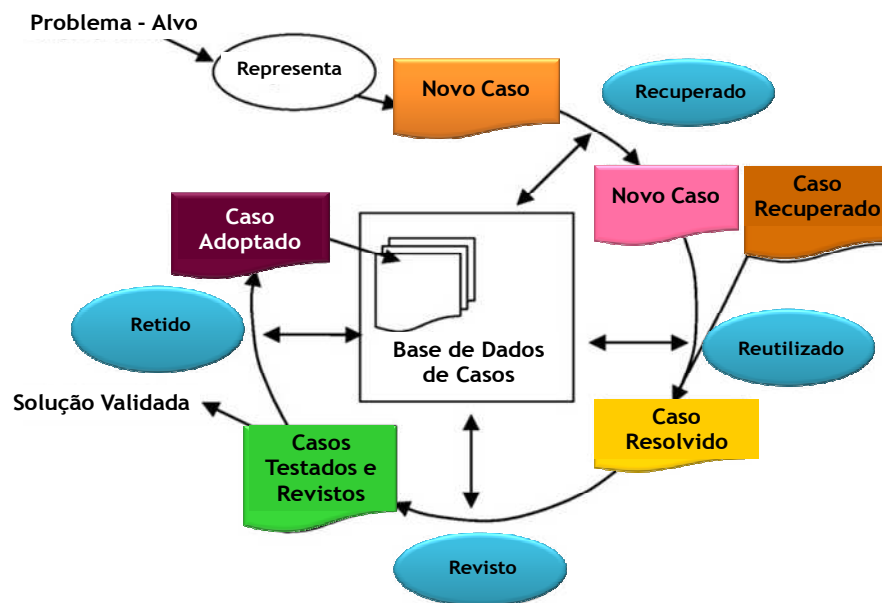 Problema - Alvo
Representa
Novo Caso
Recuperado
Novo Caso
Caso
Recuperado
Caso
Adoptado
Retido
Base de Dados
de Casos
Reutilizado
Solução Validada
Caso
Resolvido
Casos
Testados e
Revistos
Revisto